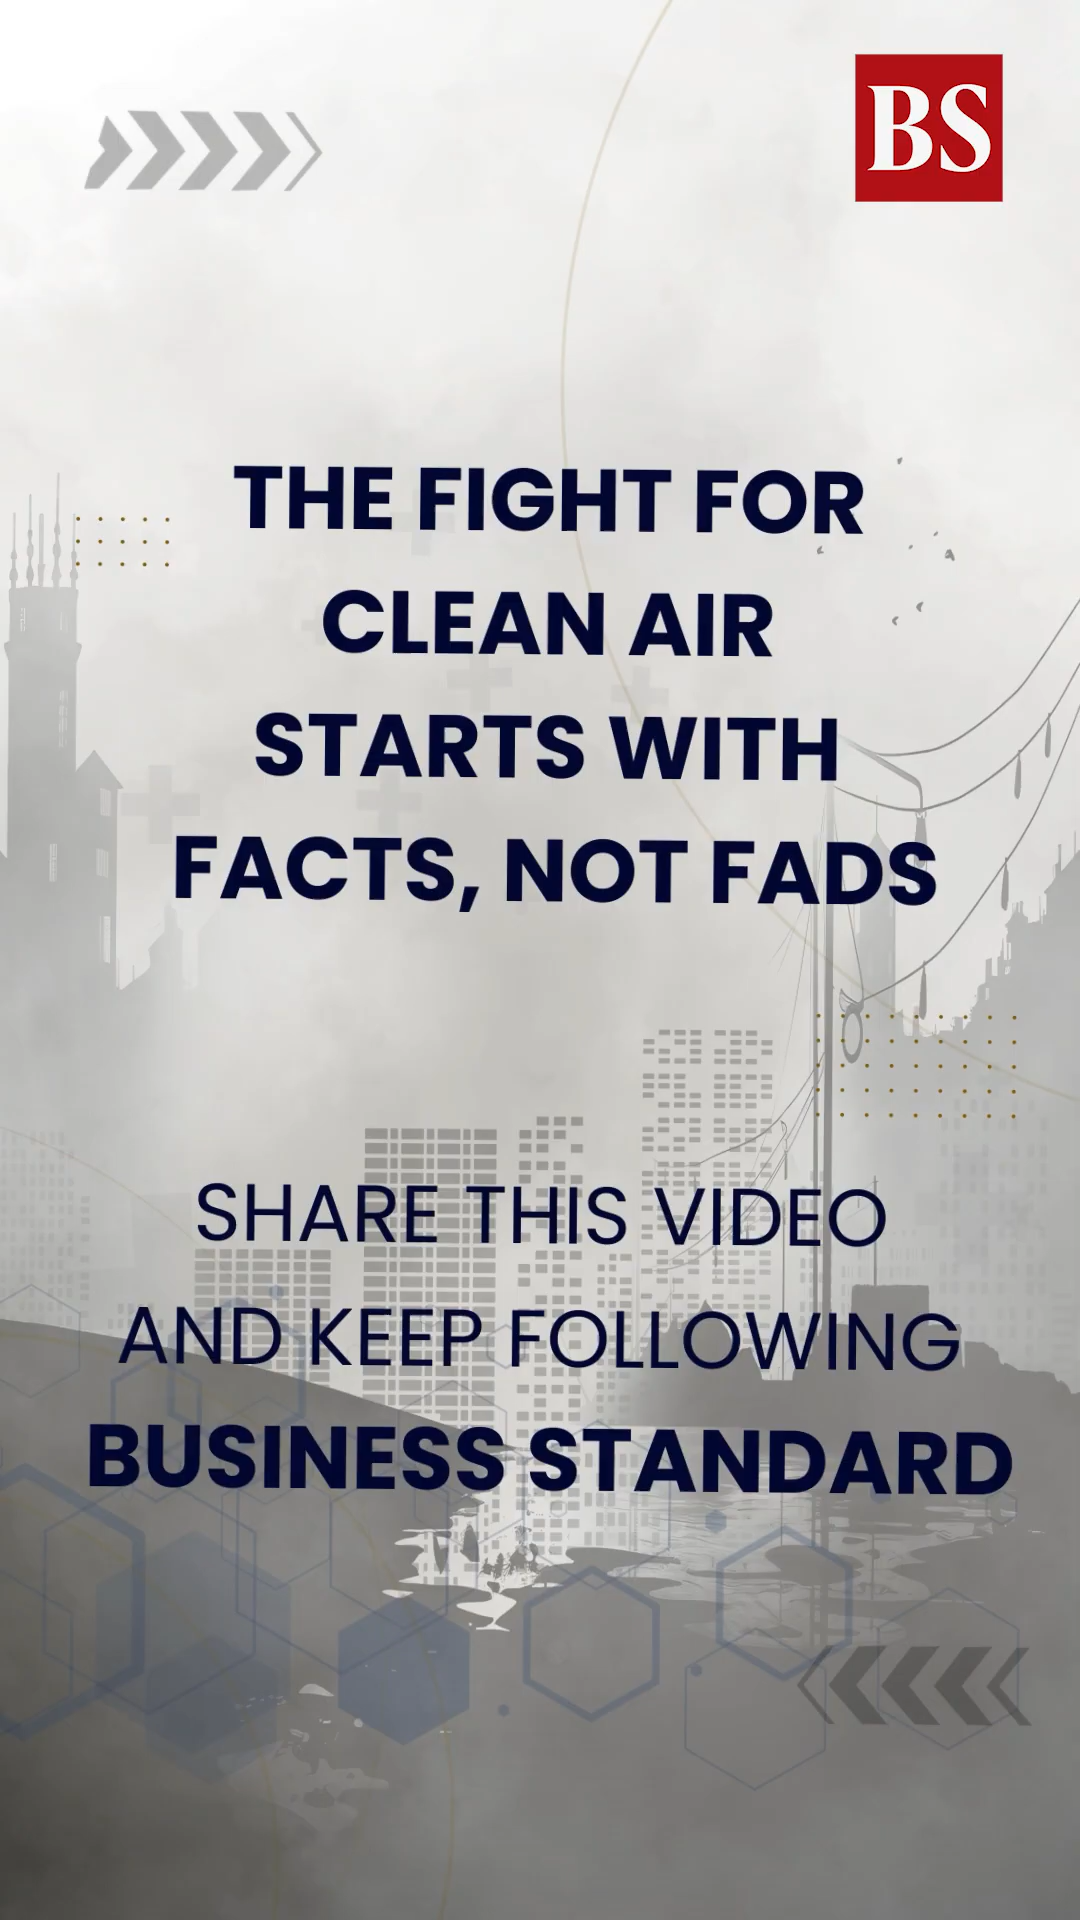 BS
THE FIGHT FOR
CLEAN AIR
STARTS WITH
FACTS, NOT FADS
SHARE THIS VIDEO
AND KEEP FOLLOWING
BUSINESS STANDARD